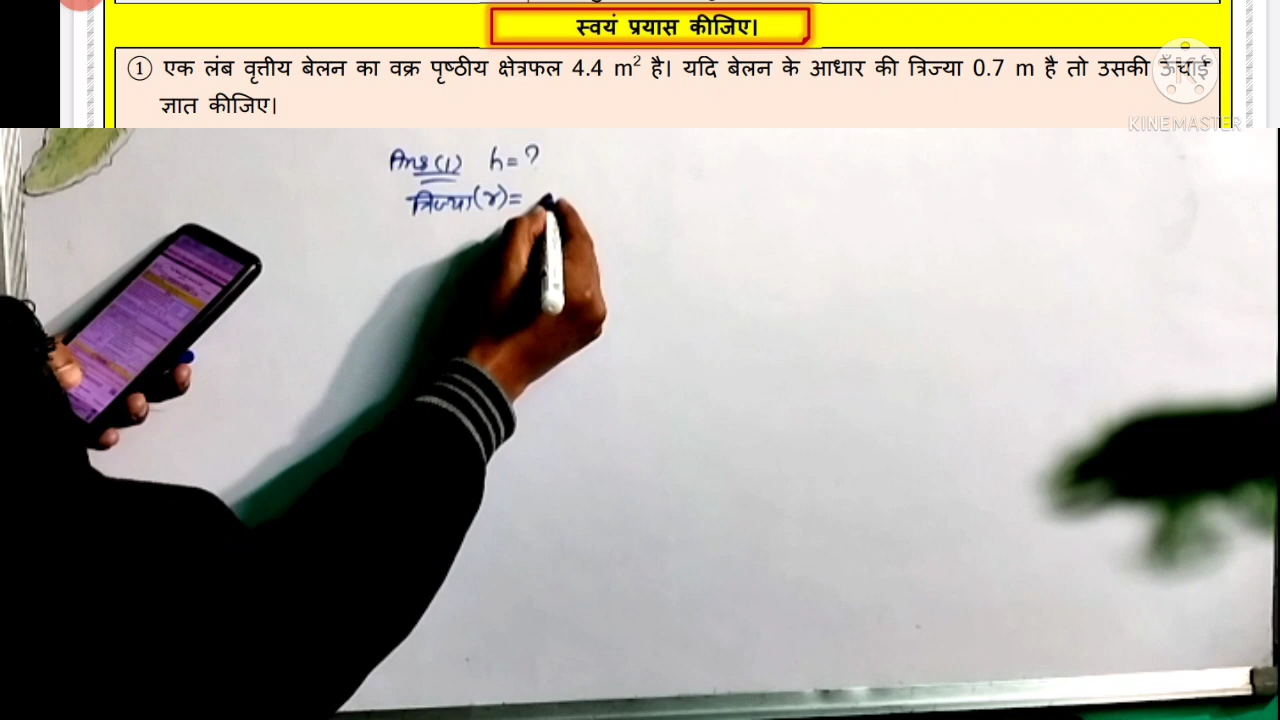 स्वयं प्रयास कीजिए।
① एक लंब वृत्तीय बेलन का वक्र पृष्ठीय क्षेत्रफल 4.4 m² है। यदि बेलन के आधार की त्रिज्या 0.7 m है तो उसकी ऊँचाई
ज्ञात कीजिए।
KINEMASTER
Ans (1) h = ?
त्रिज्या (r) =